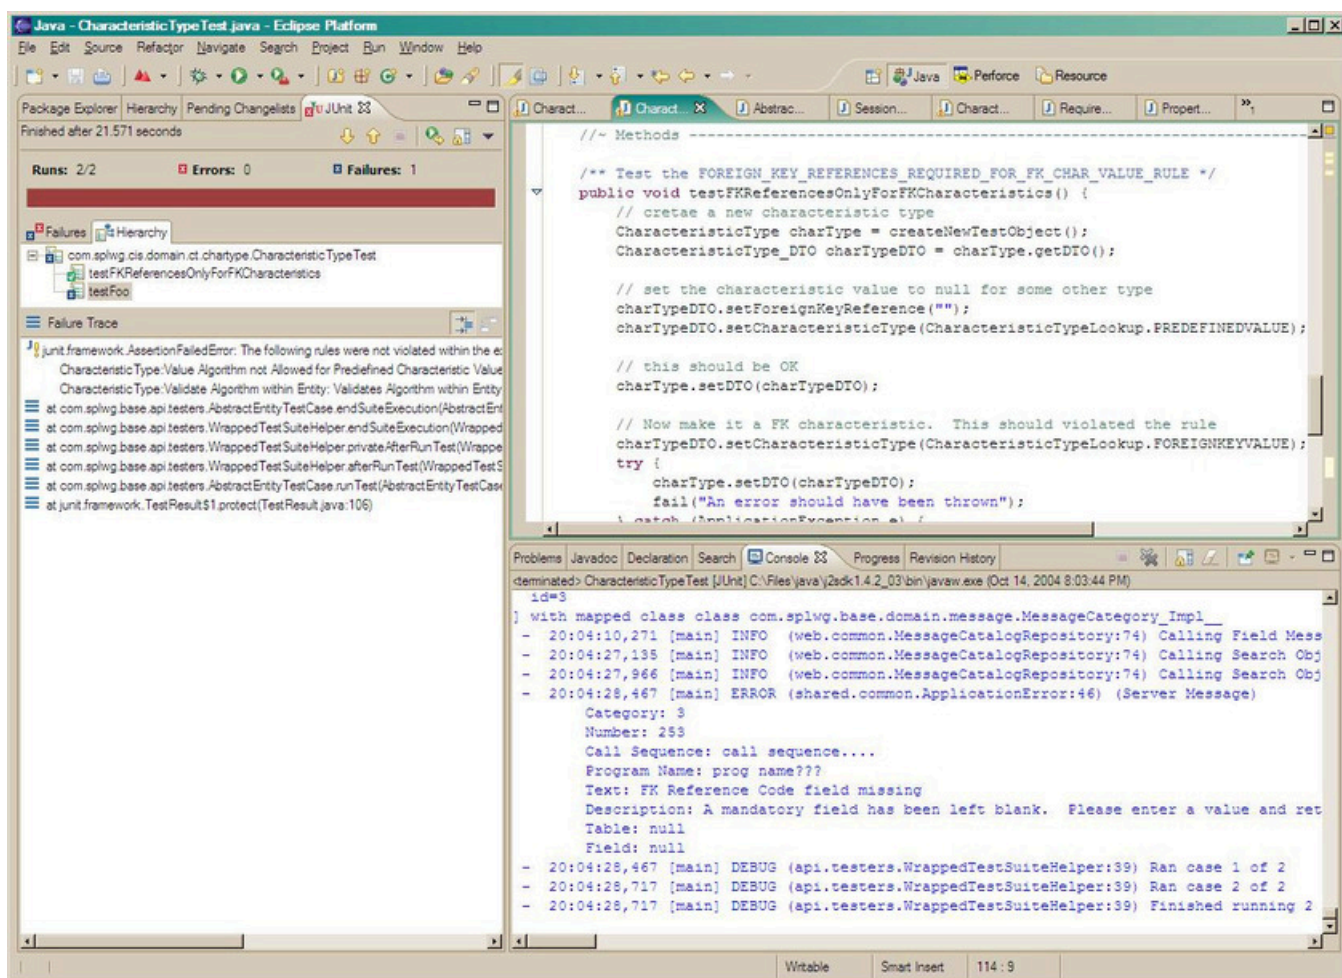 Java - CharacteristicTypeTest.java - Eclipse Platform
File Edit Source Refactor Navigate Search Project Run Window Help
Java Perforce Resource
Package Explorer Hierarchy Pending Changelists JUnit
Finished after 21.571 seconds
Runs: 2/2 Errors: 0 Failures: 1
Failures Hierarchy
com.splwg.cis.domain.ct.chartype.CharacteristicTypeTest
testFKReferencesOnlyForFKCharacteristics
testFoo
Failure Trace
junit.framework.AssertionFailedError: The following rules were not violated within the ex
CharacteristicType:Value Algorithm not Allowed for Predefined Characteristic Value
CharacteristicType:Validate Algorithm within Entity: Validates Algorithm within Entity
at com.splwg.base.api.testers.AbstractEntityTestCase.endSuiteExecution(AbstractEnt
at com.splwg.base.api.testers.WrappedTestSuiteHelper.endSuiteExecution(Wrapped
at com.splwg.base.api.testers.WrappedTestSuiteHelper.privateAfterRunTest(Wrappe
at com.splwg.base.api.testers.WrappedTestSuiteHelper.afterRunTest(WrappedTestS
at com.splwg.base.api.testers.AbstractEntityTestCase.runTest(AbstractEntityTestCase
at junit.framework.TestResult$1.protect(TestResult.java:106)
Charact... Charact... Abstrac... Session... Charact... Require... Propert... »1
//~ Methods ----------------------------------------------------------------
/** Test the FOREIGN_KEY_REFERENCES_REQUIRED_FOR_FK_CHAR_VALUE_RULE */
public void testFKReferencesOnlyForFKCharacteristics() {
// cretae a new characteristic type
CharacteristicType charType = createNewTestObject();
CharacteristicType_DTO charTypeDTO = charType.getDTO();
// set the characteristic value to null for some other type
charTypeDTO.setForeignKeyReference("");
charTypeDTO.setCharacteristicType(CharacteristicTypeLookup.PREDEFINEDVALUE);
// this should be OK
charType.setDTO(charTypeDTO);
// Now make it a FK characteristic.  This should violated the rule
charTypeDTO.setCharacteristicType(CharacteristicTypeLookup.FOREIGNKEYVALUE);
try {
charType.setDTO(charTypeDTO);
fail("An error should have been thrown");
} catch (ApplicationException e) {
Problems Javadoc Declaration Search Console Progress Revision History
<terminated> CharacteristicTypeTest [JUnit] C:\Files\java\j2sdk1.4.2_03\bin\javaw.exe (Oct 14, 2004 8:03:44 PM)
id=3
] with mapped class class com.splwg.base.domain.message.MessageCategory_Impl__
- 20:04:10,271 [main] INFO (web.common.MessageCatalogRepository:74) Calling Field Mess
- 20:04:27,135 [main] INFO (web.common.MessageCatalogRepository:74) Calling Search Obj
- 20:04:27,966 [main] INFO (web.common.MessageCatalogRepository:74) Calling Search Obj
- 20:04:28,467 [main] ERROR (shared.common.ApplicationError:46) (Server Message)
Category: 3
Number: 253
Call Sequence: call sequence....
Program Name: prog name???
Text: FK Reference Code field missing
Description: A mandatory field has been left blank.  Please enter a value and ret
Table: null
Field: null
- 20:04:28,467 [main] DEBUG (api.testers.WrappedTestSuiteHelper:39) Ran case 1 of 2
- 20:04:28,717 [main] DEBUG (api.testers.WrappedTestSuiteHelper:39) Ran case 2 of 2
- 20:04:28,717 [main] DEBUG (api.testers.WrappedTestSuiteHelper:39) Finished running 2
Writable Smart Insert 114 : 9